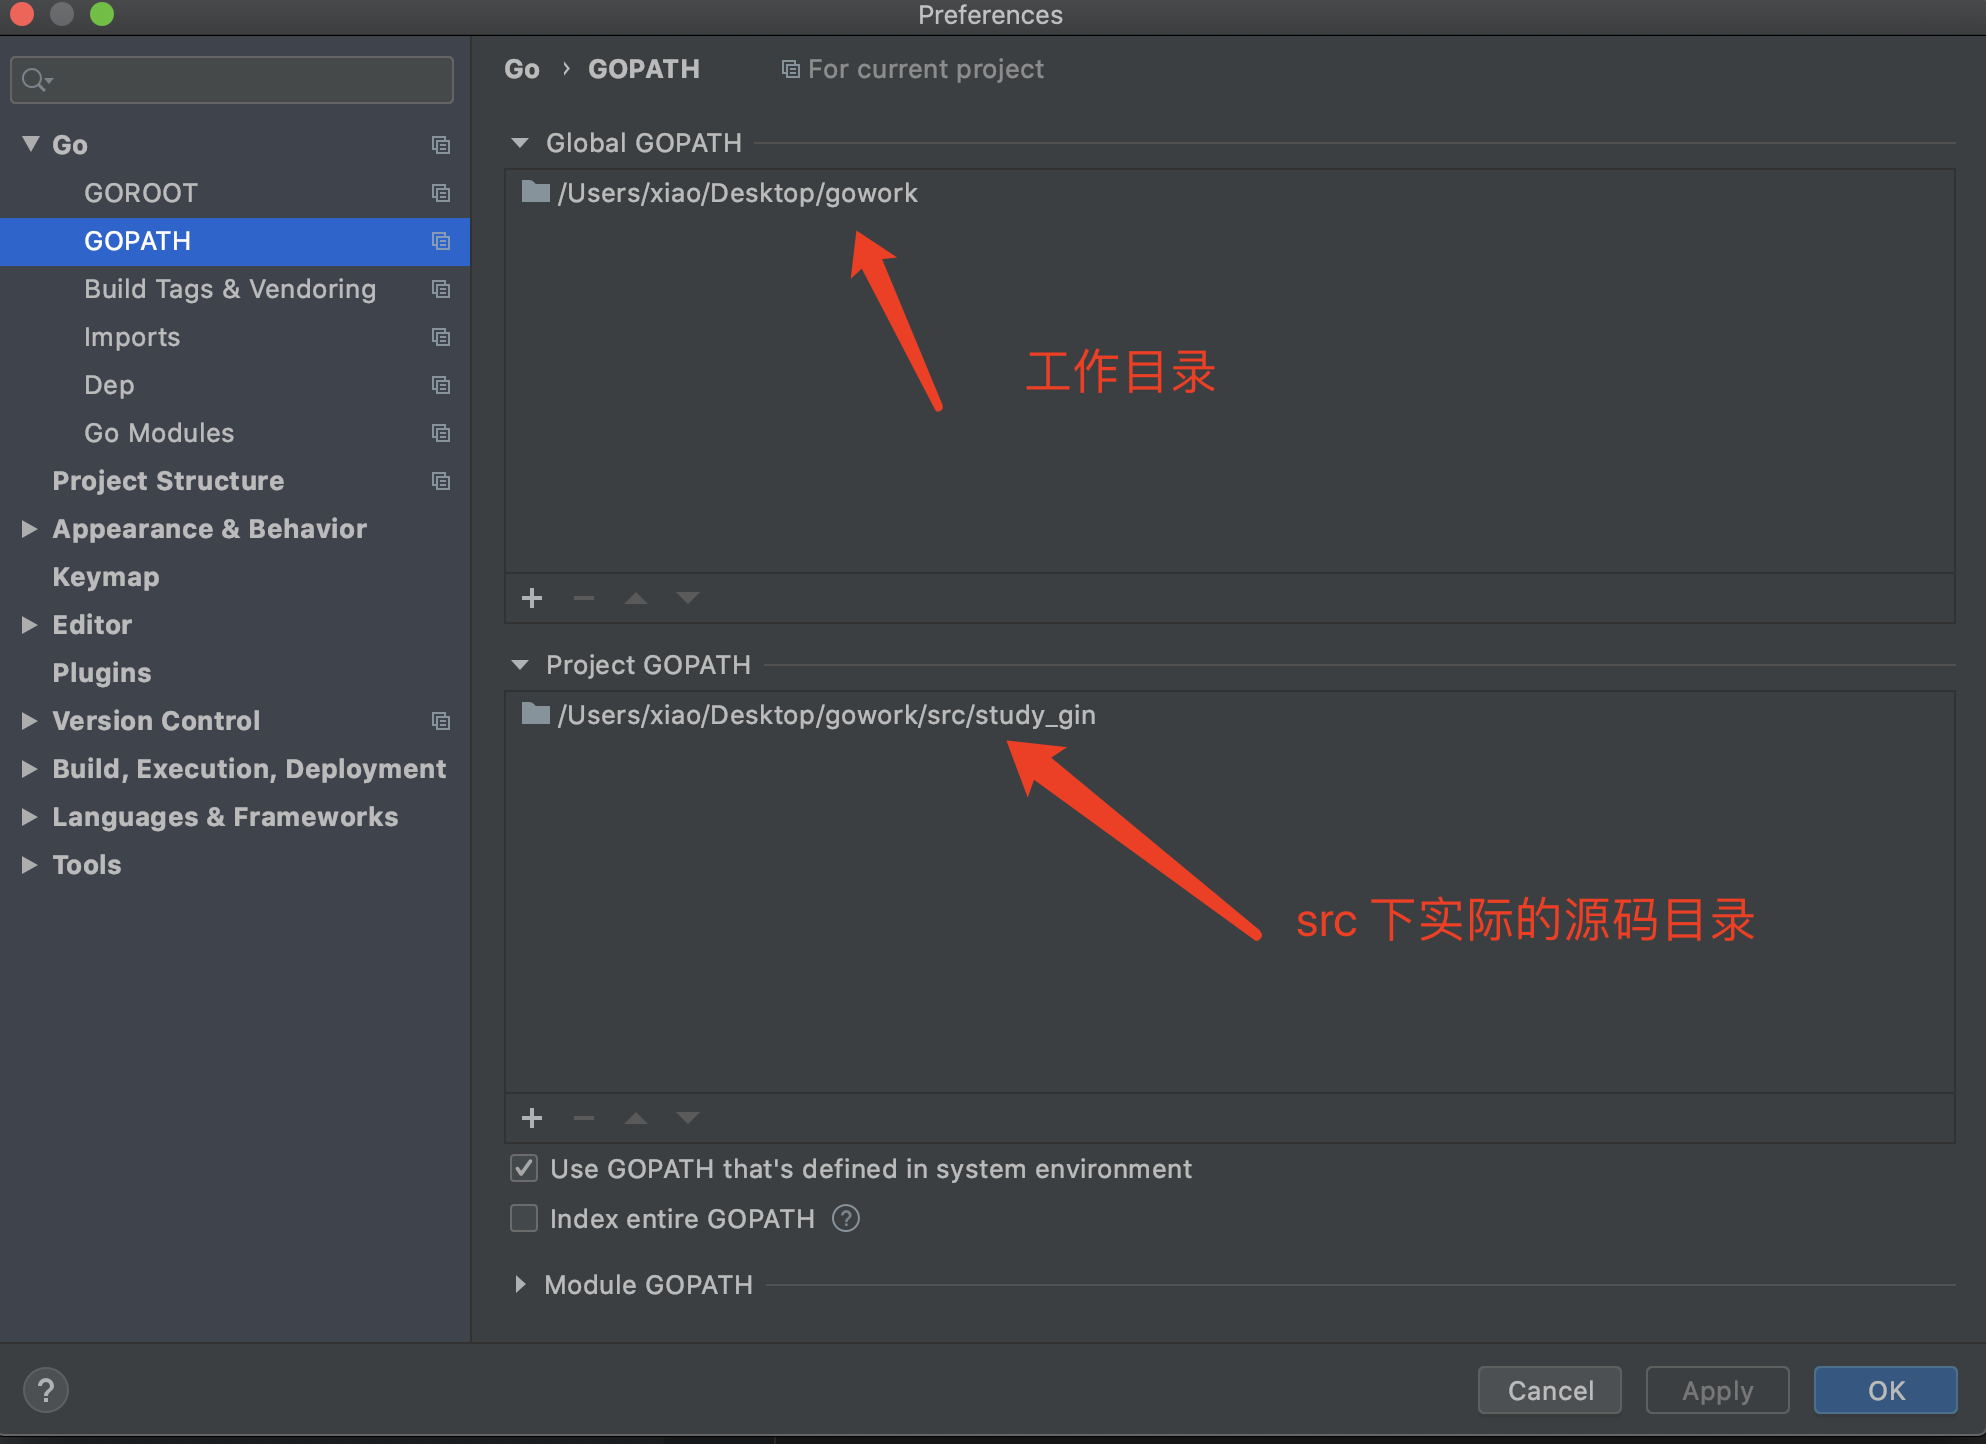 Preferences
Go
GOROOT
GOPATH
Build Tags & Vendoring
Imports
Dep
Go Modules
Project Structure
Appearance & Behavior
Keymap
Editor
Plugins
Version Control
Build, Execution, Deployment
Languages & Frameworks
Tools
Go › GOPATH For current project
Global GOPATH
/Users/xiao/Desktop/gowork
工作目录
Project GOPATH
/Users/xiao/Desktop/gowork/src/study_gin
src 下实际的源码目录
Use GOPATH that's defined in system environment
Index entire GOPATH ?
Module GOPATH
? Cancel Apply OK